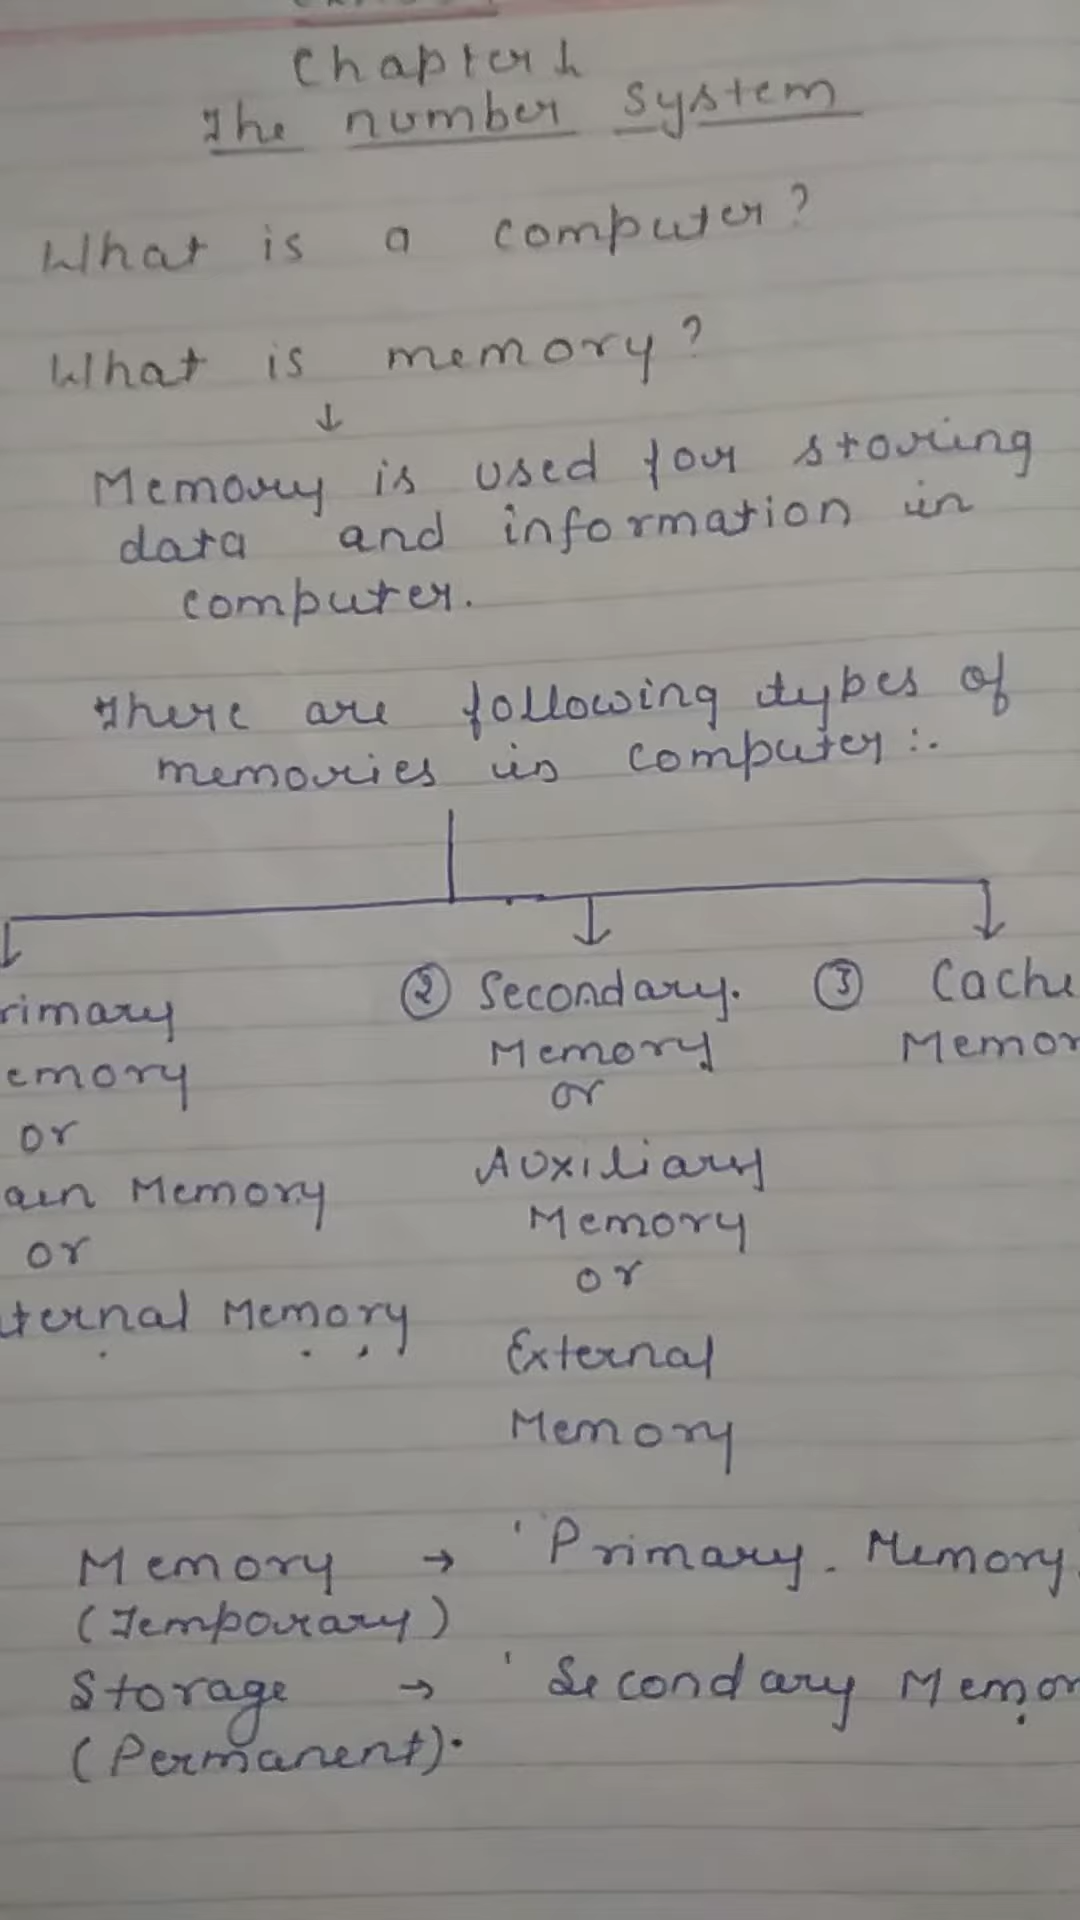 Chapter 1
The number system
What is a computer?
What is memory?
↓
Memory is used for storing
data and information in
computer.
There are following types of
memories in computer :.
rimary
emory
or
ain Memory
or
ternal Memory
② Secondary.
Memory
or
Auxiliary
Memory
or
External
Memory
③ Cache
Memor
Memory → ' Primary. Memory
(Temporary)
Storage → ' Secondary Memor
(Permanent).